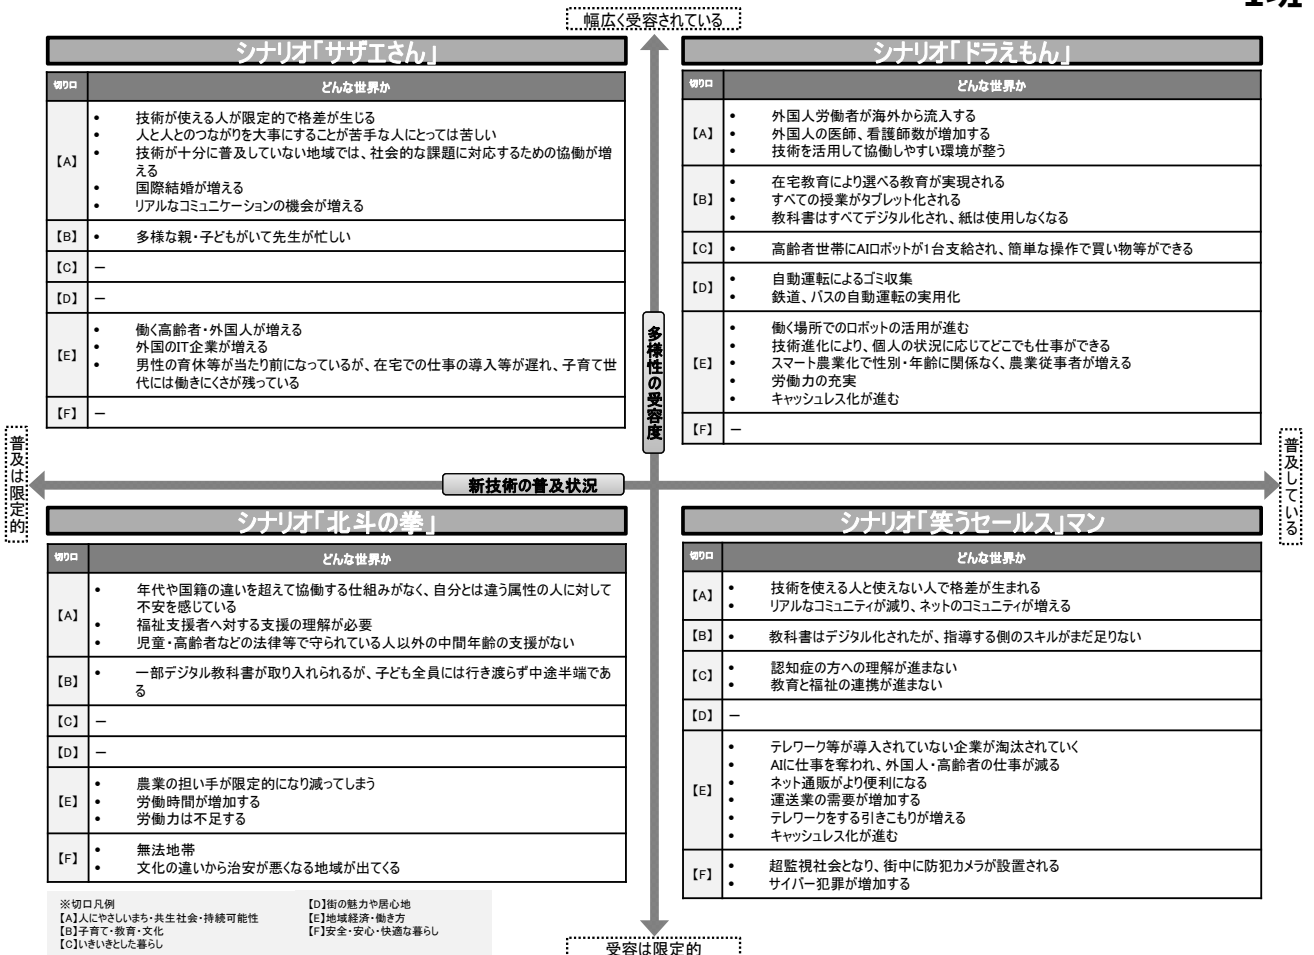 幅広く受容されている
シナリオ「サザエさん」
切り口
どんな世界か
【A】
• 技術が使える人が限定的で格差が生じる
• 人と人とのつながりを大事にすることが苦手な人にとっては苦しい
• 技術が十分に普及していない地域では、社会的な課題に対応するための協働が増
える
• 国際結婚が増える
• リアルなコミュニケーションの機会が増える
【B】
• 多様な親・子どもがいて先生が忙しい
【C】
－
【D】
－
【E】
• 働く高齢者・外国人が増える
• 外国のIT企業が増える
• 男性の育休等が当たり前になっているが、在宅での仕事の導入等が遅れ、子育て世
代には働きにくさが残っている
【F】
－
シナリオ「ドラえもん」
切り口
どんな世界か
【A】
• 外国人労働者が海外から流入する
• 外国人の医師、看護師数が増加する
• 技術を活用して協働しやすい環境が整う
【B】
• 在宅教育により選べる教育が実現される
• すべての授業がタブレット化される
• 教科書はすべてデジタル化され、紙は使用しなくなる
【C】
• 高齢者世帯にAIロボットが1台支給され、簡単な操作で買い物等ができる
【D】
• 自動運転によるゴミ収集
• 鉄道、バスの自動運転の実用化
【E】
• 働く場所でのロボットの活用が進む
• 技術進化により、個人の状況に応じてどこでも仕事ができる
• スマート農業化で性別・年齢に関係なく、農業従事者が増える
• 労働力の充実
• キャッシュレス化が進む
【F】
－
多様性の受容度
普及は限定的
新技術の普及状況
普及している
シナリオ「北斗の拳」
切り口
どんな世界か
【A】
• 年代や国籍の違いを超えて協働する仕組みがなく、自分とは違う属性の人に対して
不安を感じている
• 福祉支援者へ対する支援の理解が必要
• 児童・高齢者などの法律等で守られている人以外の中間年齢の支援がない
【B】
• 一部デジタル教科書が取り入れられるが、子ども全員には行き渡らず中途半端であ
る
【C】
－
【D】
－
【E】
• 農業の担い手が限定的になり減ってしまう
• 労働時間が増加する
• 労働力は不足する
【F】
• 無法地帯
• 文化の違いから治安が悪くなる地域が出てくる
シナリオ「笑うセールス」マン
切り口
どんな世界か
【A】
• 技術を使える人と使えない人で格差が生まれる
• リアルなコミュニティが減り、ネットのコミュニティが増える
【B】
• 教科書はデジタル化されたが、指導する側のスキルがまだ足りない
【C】
• 認知症の方への理解が進まない
• 教育と福祉の連携が進まない
【D】
－
【E】
• テレワーク等が導入されていない企業が淘汰されていく
• AIに仕事を奪われ、外国人・高齢者の仕事が減る
• ネット通販がより便利になる
• 運送業の需要が増加する
• テレワークをする引きこもりが増える
• キャッシュレス化が進む
【F】
• 超監視社会となり、街中に防犯カメラが設置される
• サイバー犯罪が増加する
※切口凡例
【A】人にやさしいまち・共生社会・持続可能性
【B】子育て・教育・文化
【C】いきいきとした暮らし
【D】街の魅力や居心地
【E】地域経済・働き方
【F】安全・安心・快適な暮らし
受容は限定的